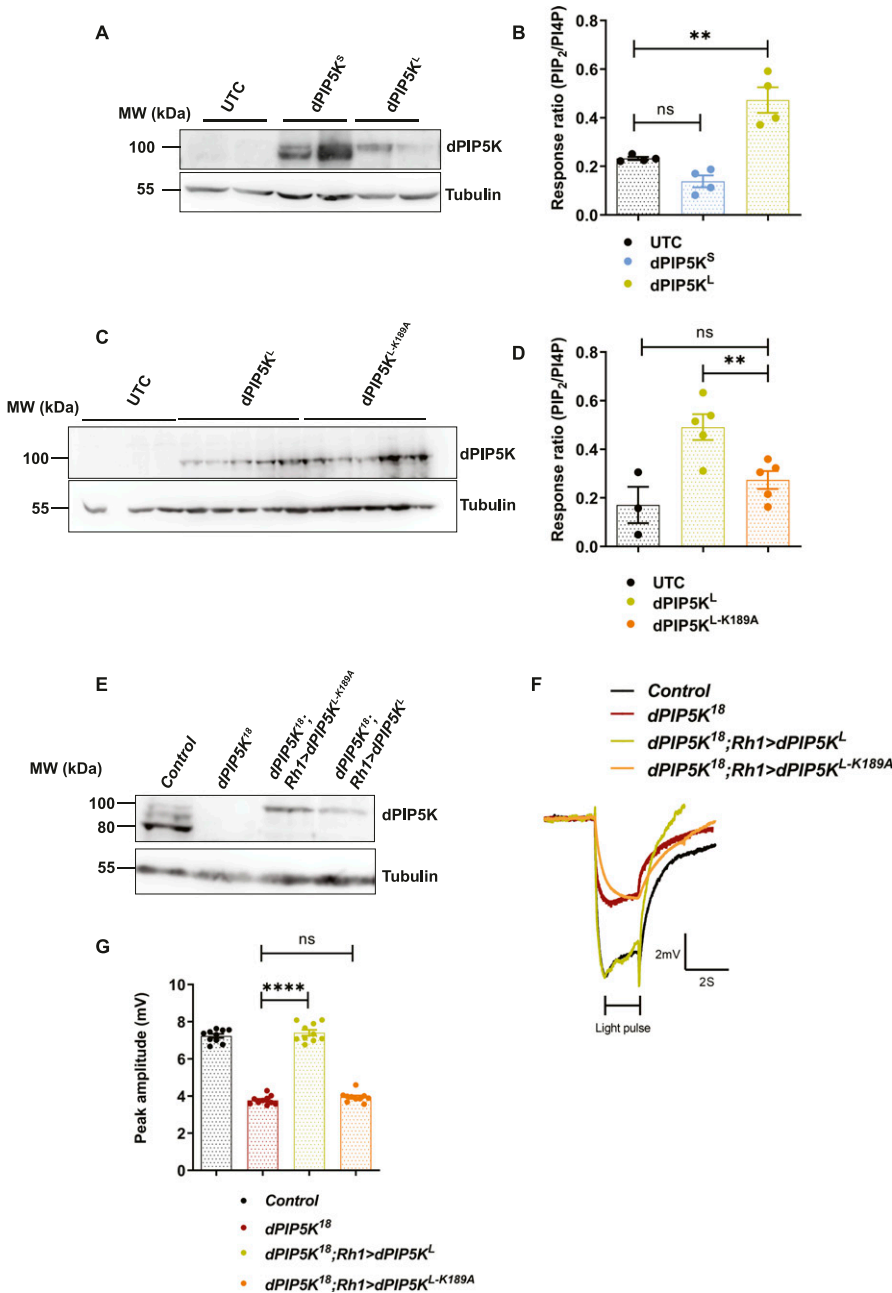 A
UTC
dPIP5K^S
dPIP5K^L
MW (kDa)
100
dPIP5K
55
Tubulin
B
Response ratio (PIP₂/PI4P)
0.8
0.6
0.4
0.2
0.0
**
ns
UTC
dPIP5K^S
dPIP5K^L
C
UTC
dPIP5K^L
dPIP5K^L-K189A
MW (kDa)
100
dPIP5K
55
Tubulin
D
Response ratio (PIP₂/PI4P)
0.8
0.6
0.4
0.2
0.0
ns
**
UTC
dPIP5K^L
dPIP5K^L-K189A
E
Control
dPIP5K^18
dPIP5K^18;
Rh1>dPIP5K^L-K189A
dPIP5K^18;
Rh1>dPIP5K^L
MW (kDa)
100
80
dPIP5K
55
Tubulin
F
Control
dPIP5K^18
dPIP5K^18;Rh1>dPIP5K^L
dPIP5K^18;Rh1>dPIP5K^L-K189A
2mV
2S
Light pulse
G
Peak amplitude (mV)
10
8
6
4
2
0
ns
****
Control
dPIP5K^18
dPIP5K^18;Rh1>dPIP5K^L
dPIP5K^18;Rh1>dPIP5K^L-K189A